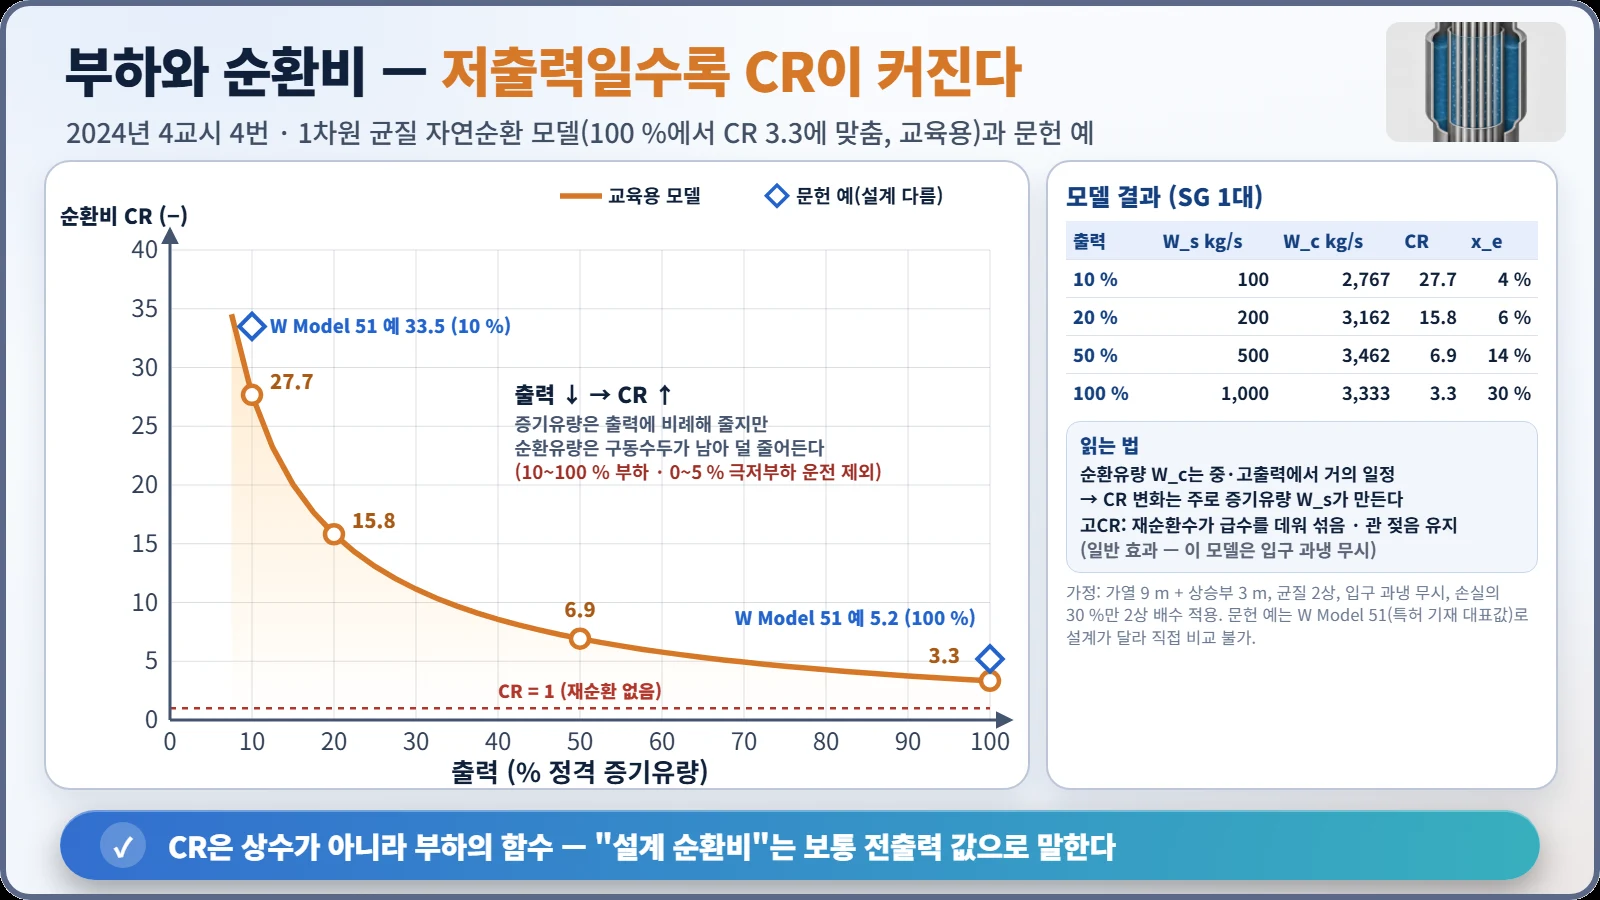 부하와 순환비 — 저출력일수록 CR이 커진다
2024년 4교시 4번 · 1차원 균질 자연순환 모델(100 %에서 CR 3.3에 맞춤, 교육용)과 문헌 예
교육용 모델
문헌 예(설계 다름)
순환비 CR (−)
40
35
30
25
20
15
10
5
0
W Model 51 예 33.5 (10 %)
27.7
출력 ↓ → CR ↑
증기유량은 출력에 비례해 줄지만
순환유량은 구동수두가 남아 덜 줄어든다
(10~100 % 부하 · 0~5 % 극저부하 운전 제외)
15.8
6.9
W Model 51 예 5.2 (100 %)
3.3
CR = 1 (재순환 없음)
0 10 20 30 40 50 60 70 80 90 100
출력 (% 정격 증기유량)
모델 결과 (SG 1대)
출력 W_s kg/s W_c kg/s CR x_e
10 % 100 2,767 27.7 4 %
20 % 200 3,162 15.8 6 %
50 % 500 3,462 6.9 14 %
100 % 1,000 3,333 3.3 30 %
읽는 법
순환유량 W_c는 중·고출력에서 거의 일정
→ CR 변화는 주로 증기유량 W_s가 만든다
고CR: 재순환수가 급수를 데워 섞음 · 관 젖음 유지
(일반 효과 — 이 모델은 입구 과냉 무시)
가정: 가열 9 m + 상승부 3 m, 균질 2상, 입구 과냉 무시, 손실의
30 %만 2상 배수 적용. 문헌 예는 W Model 51(특허 기재 대표값)로
설계가 달라 직접 비교 불가.
✓ CR은 상수가 아니라 부하의 함수 — "설계 순환비"는 보통 전출력 값으로 말한다